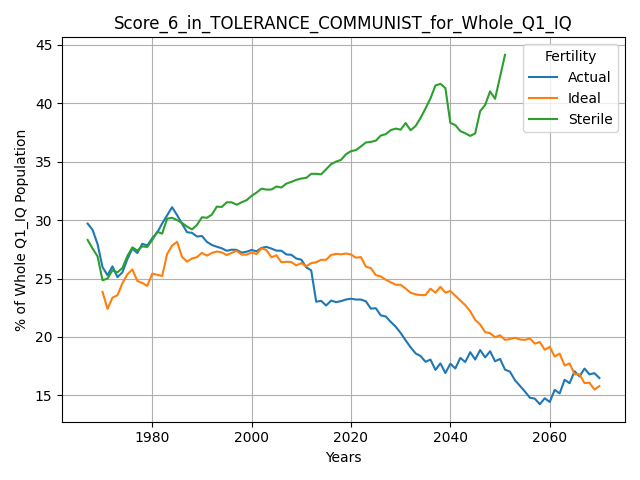 Score_6_in_TOLERANCE_COMMUNIST_for_Whole_Q1_IQ
% of Whole Q1_IQ Population
45
40
35
30
25
20
15
Fertility
Actual
Ideal
Sterile
1980
2000
2020
2040
2060
Years